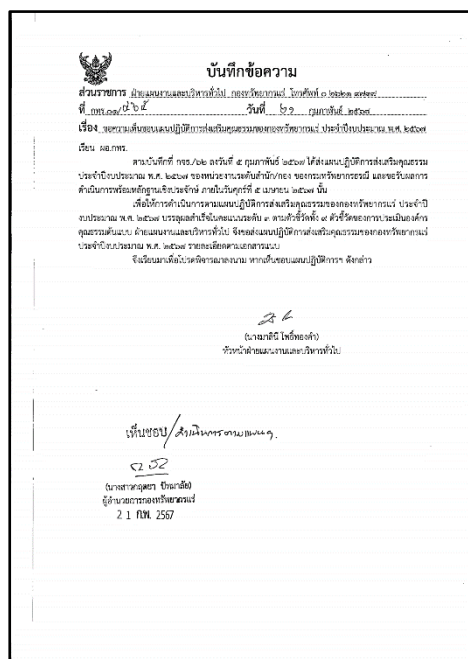 บันทึกข้อความ
ส่วนราชการ ฝ่ายแผนงานและบริหารทั่วไป กองทรัพยากรแร่ โทรศัพท์ ๐
ที่ กทร.๐๑/ วันที่ ๒๑ กุมภาพันธ์ ๒๕๖๗
เรื่อง ขอความเห็นชอบแผนปฏิบัติการส่งเสริมคุณธรรมของกองทรัพยากรแร่ ประจำปีงบประมาณ พ.ศ. ๒๕๖๗
เรียน ผอ.กทร.
ตามบันทึกที่ กจธ./๖๒ ลงวันที่ ๕ กุมภาพันธ์ ๒๕๖๗ ได้ส่งแผนปฏิบัติการส่งเสริมคุณธรรม
ประจำปีงบประมาณ พ.ศ. ๒๕๖๗ ของหน่วยงานระดับสำนัก/กอง ของกรมทรัพยากรธรณี และขอรับผลการ
ดำเนินการพร้อมหลักฐานเชิงประจักษ์ ภายในวันศุกร์ที่ ๕ เมษายน ๒๕๖๗ นั้น
เพื่อให้การดำเนินการตามแผนปฏิบัติการส่งเสริมคุณธรรมของกองทรัพยากรแร่ ประจำปี
งบประมาณ พ.ศ. ๒๕๖๗ บรรลุผลสำเร็จในคะแนนระดับ ๓ ตามตัวชี้วัดทั้ง ๙ ตัวชี้วัดของการประเมินองค์กร
คุณธรรมต้นแบบ ฝ่ายแผนงานและบริหารทั่วไป จึงขอส่งแผนปฏิบัติการส่งเสริมคุณธรรมของกองทรัพยากรแร่
ประจำปีงบประมาณ พ.ศ. ๒๕๖๗ รายละเอียดตามเอกสารแนบ
จึงเรียนมาเพื่อโปรดพิจารณาลงนาม หากเห็นชอบแผนปฏิบัติการฯ ดังกล่าว
(นางมาลินี โพธิ์ทองคำ)
หัวหน้าฝ่ายแผนงานและบริหารทั่วไป
เห็นชอบ/ดำเนินการตามแผนฯ
(นางสาวกฤตยา ปัทมาลัย)
ผู้อำนวยการกองทรัพยากรแร่
2 1 ก.พ. 2567